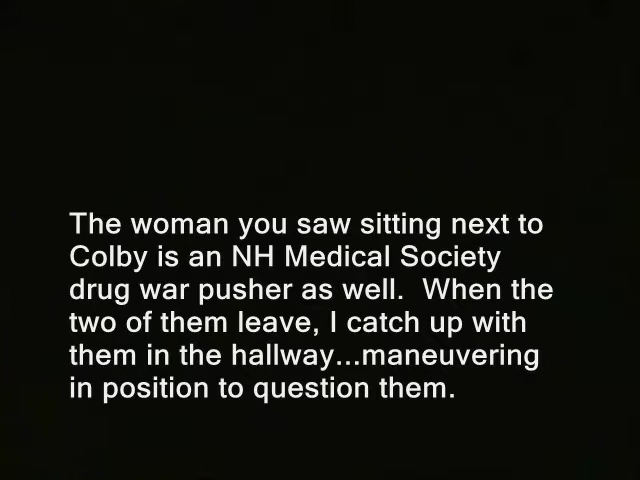 The woman you saw sitting next to
Colby is an NH Medical Society
drug war pusher as well.  When the
two of them leave, I catch up with
them in the hallway...maneuvering
in position to question them.